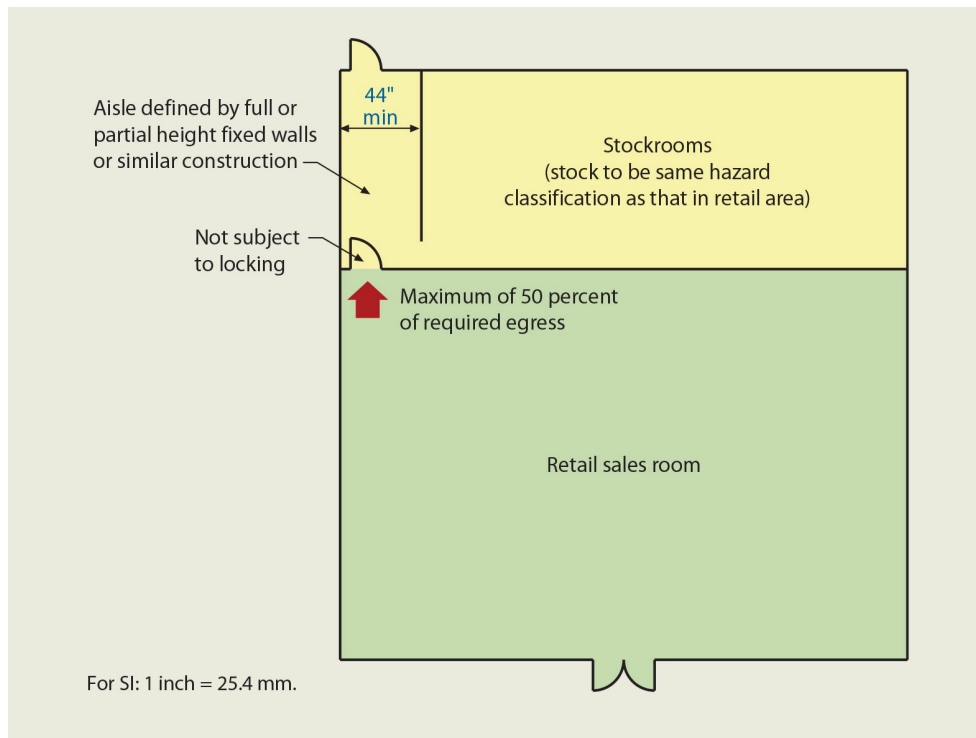 44"
min
Aisle defined by full or
partial height fixed walls
or similar construction
Stockrooms
(stock to be same hazard
classification as that in retail area)
Not subject
to locking
Maximum of 50 percent
of required egress
Retail sales room
For SI: 1 inch = 25.4 mm.